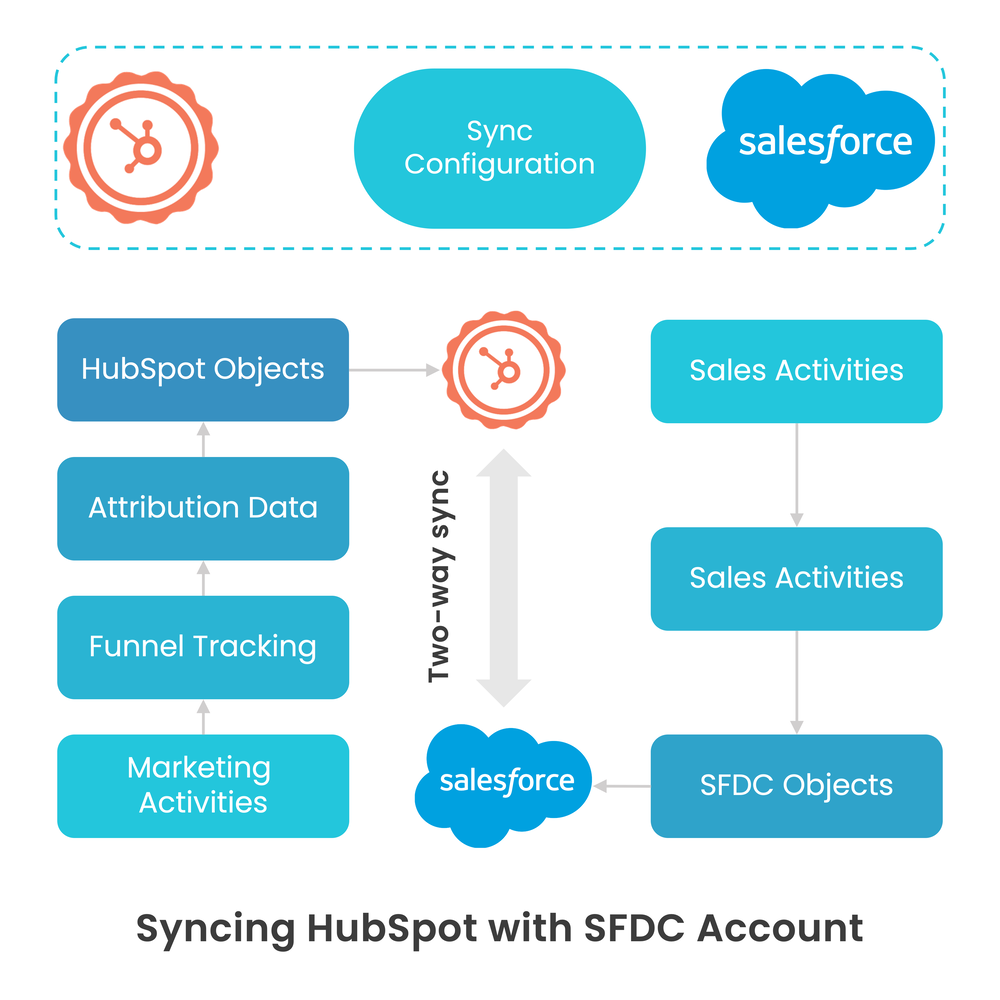 Sync
Configuration
salesforce
HubSpot Objects
Attribution Data
Funnel Tracking
Marketing
Activities
Two-way sync
salesforce
Sales Activities
Sales Activities
SFDC Objects
Syncing HubSpot with SFDC Account